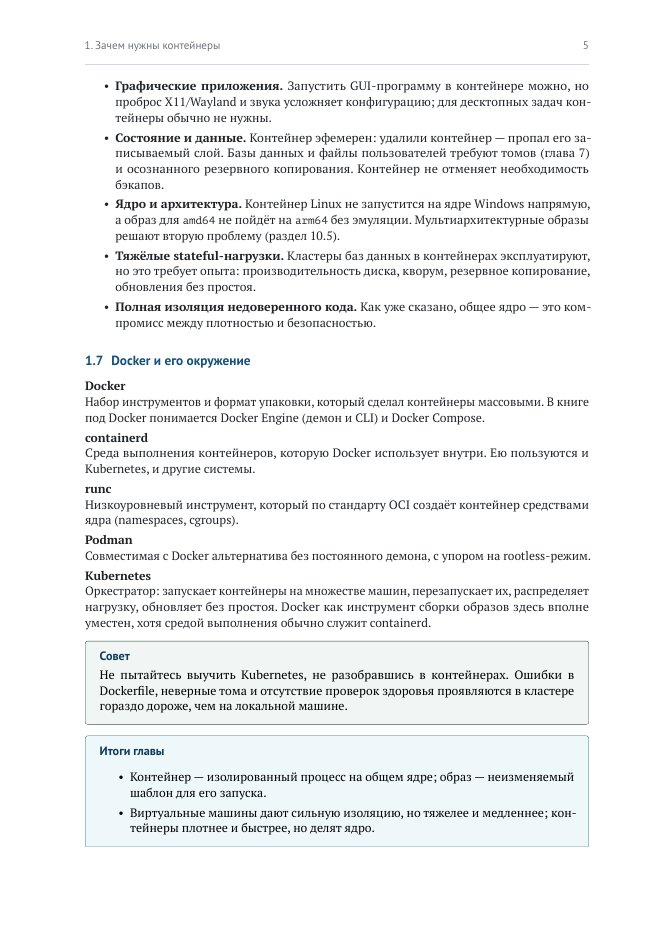 1. Зачем нужны контейнеры 5
• Графические приложения. Запустить GUI-программу в контейнере можно, но
проброс X11/Wayland и звука усложняет конфигурацию; для десктопных задач кон-
тейнеры обычно не нужны.
• Состояние и данные. Контейнер эфемерен: удалили контейнер — пропал его за-
писываемый слой. Базы данных и файлы пользователей требуют томов (глава 7)
и осознанного резервного копирования. Контейнер не отменяет необходимость
бэкапов.
• Ядро и архитектура. Контейнер Linux не запустится на ядре Windows напрямую,
а образ для amd64 не пойдёт на arm64 без эмуляции. Мультиархитектурные образы
решают вторую проблему (раздел 10.5).
• Тяжёлые stateful-нагрузки. Кластеры баз данных в контейнерах эксплуатируют,
но это требует опыта: производительность диска, кворум, резервное копирование,
обновления без простоя.
• Полная изоляция недоверенного кода. Как уже сказано, общее ядро — это ком-
промисс между плотностью и безопасностью.
1.7 Docker и его окружение
Docker
Набор инструментов и формат упаковки, который сделал контейнеры массовыми. В книге
под Docker понимается Docker Engine (демон и CLI) и Docker Compose.
containerd
Среда выполнения контейнеров, которую Docker использует внутри. Ею пользуются и
Kubernetes, и другие системы.
runc
Низкоуровневый инструмент, который по стандарту OCI создаёт контейнер средствами
ядра (namespaces, cgroups).
Podman
Совместимая с Docker альтернатива без постоянного демона, с упором на rootless-режим.
Kubernetes
Оркестратор: запускает контейнеры на множестве машин, перезапускает их, распределяет
нагрузку, обновляет без простоя. Docker как инструмент сборки образов здесь вполне
уместен, хотя средой выполнения обычно служит containerd.
Совет
Не пытайтесь выучить Kubernetes, не разобравшись в контейнерах. Ошибки в
Dockerfile, неверные тома и отсутствие проверок здоровья проявляются в кластере
гораздо дороже, чем на локальной машине.
Итоги главы
• Контейнер — изолированный процесс на общем ядре; образ — неизменяемый
шаблон для его запуска.
• Виртуальные машины дают сильную изоляцию, но тяжелее и медленнее; кон-
тейнеры плотнее и быстрее, но делят ядро.